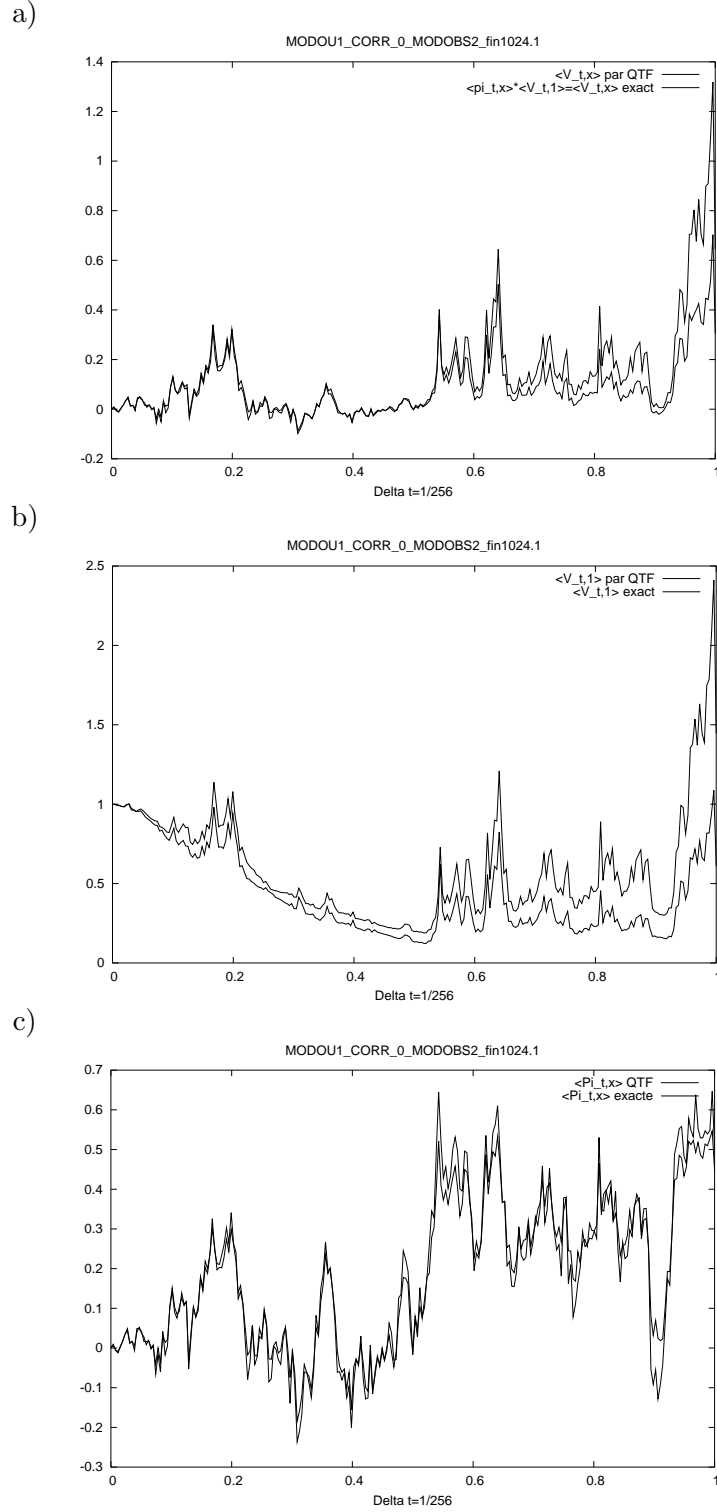 a)
MODOU1_CORR_0_MODOBS2_fin1024.1
<V_t,x> par QTF
<pi_t,x>*<V_t,1>=<V_t,x> exact
1.4
1.2
1
0.8
0.6
0.4
0.2
0
-0.2
0 0.2 0.4 0.6 0.8 1
Delta t=1/256
b)
MODOU1_CORR_0_MODOBS2_fin1024.1
<V_t,1> par QTF
<V_t,1> exact
2.5
2
1.5
1
0.5
0
0 0.2 0.4 0.6 0.8 1
Delta t=1/256
c)
MODOU1_CORR_0_MODOBS2_fin1024.1
<Pi_t,x> QTF
<Pi_t,x> exacte
0.7
0.6
0.5
0.4
0.3
0.2
0.1
0
-0.1
-0.2
-0.3
0 0.2 0.4 0.6 0.8 1
Delta t=1/256